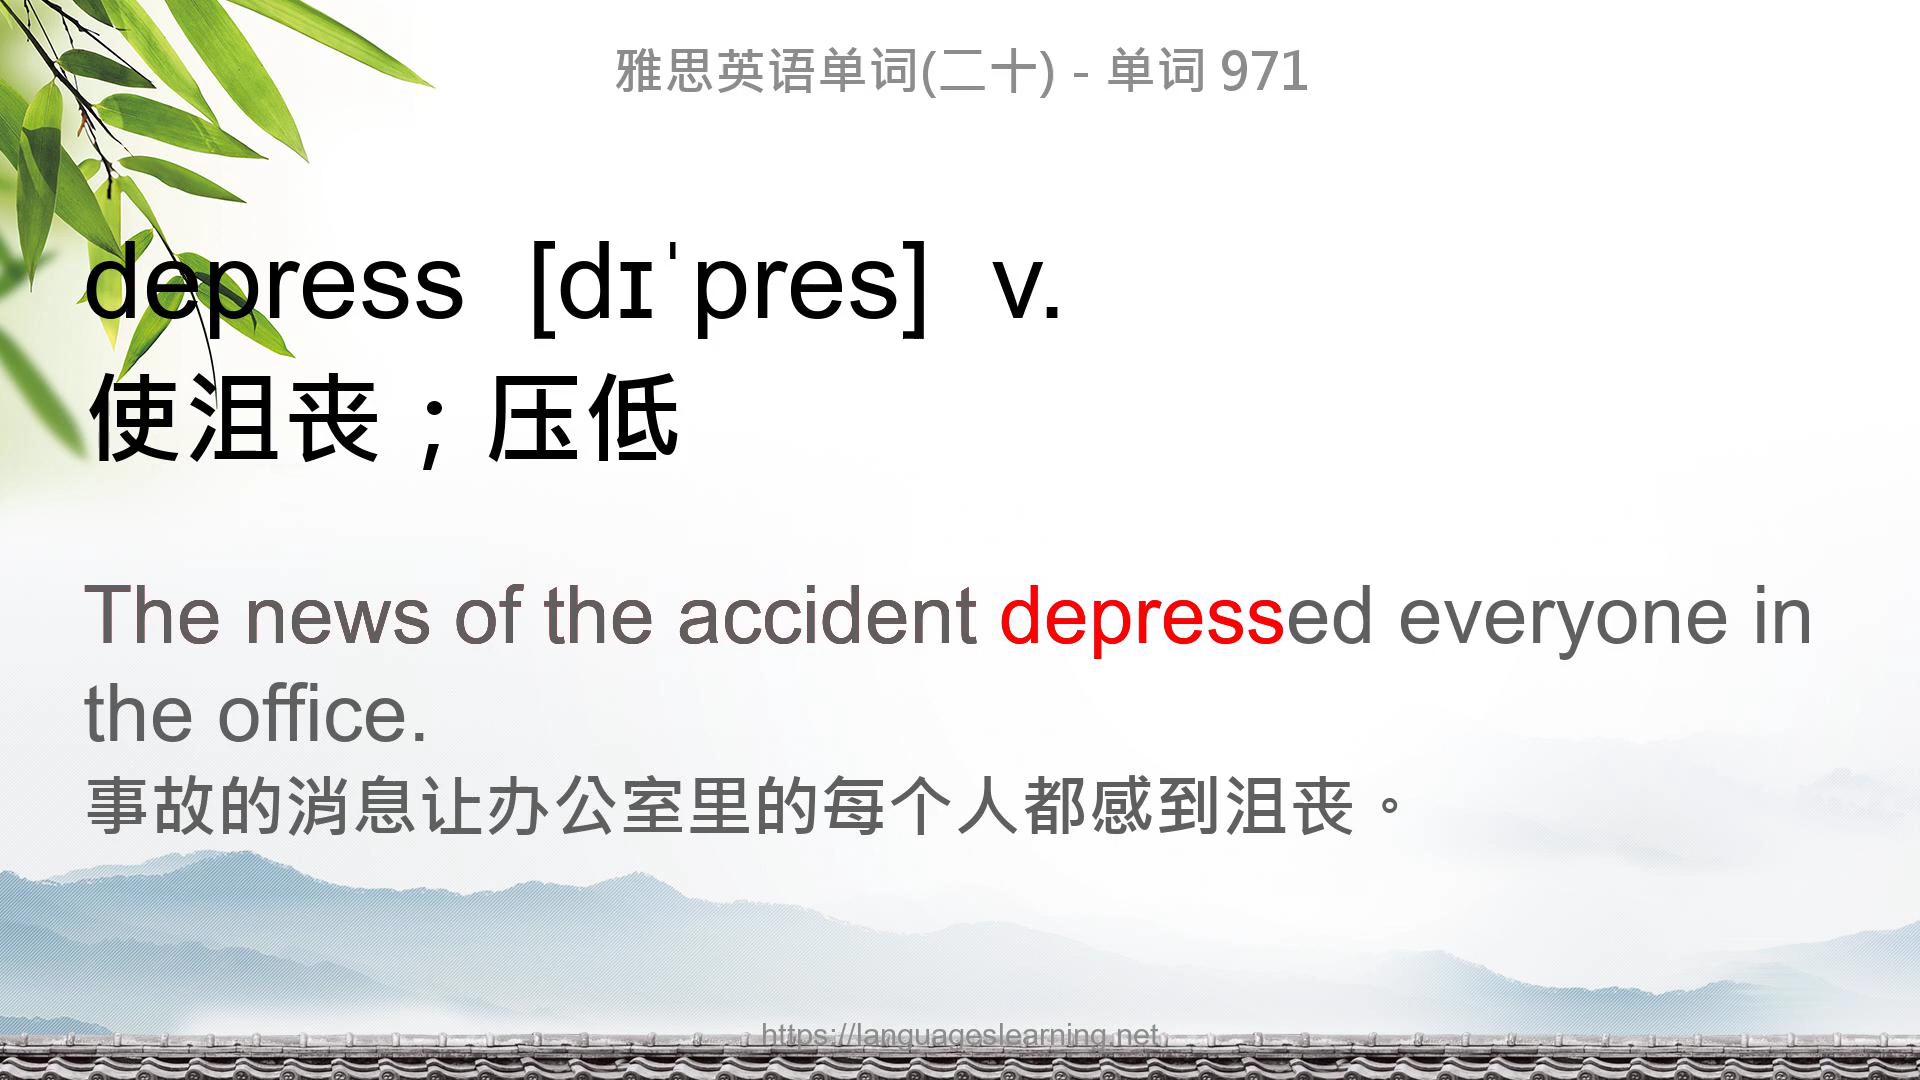 雅思英语单词(二十) - 单词 971
depress [dɪˈpres] v.
使沮丧；压低
The news of the accident depressed everyone in
the office.
事故的消息让办公室里的每个人都感到沮丧。
https://languageslearning.net